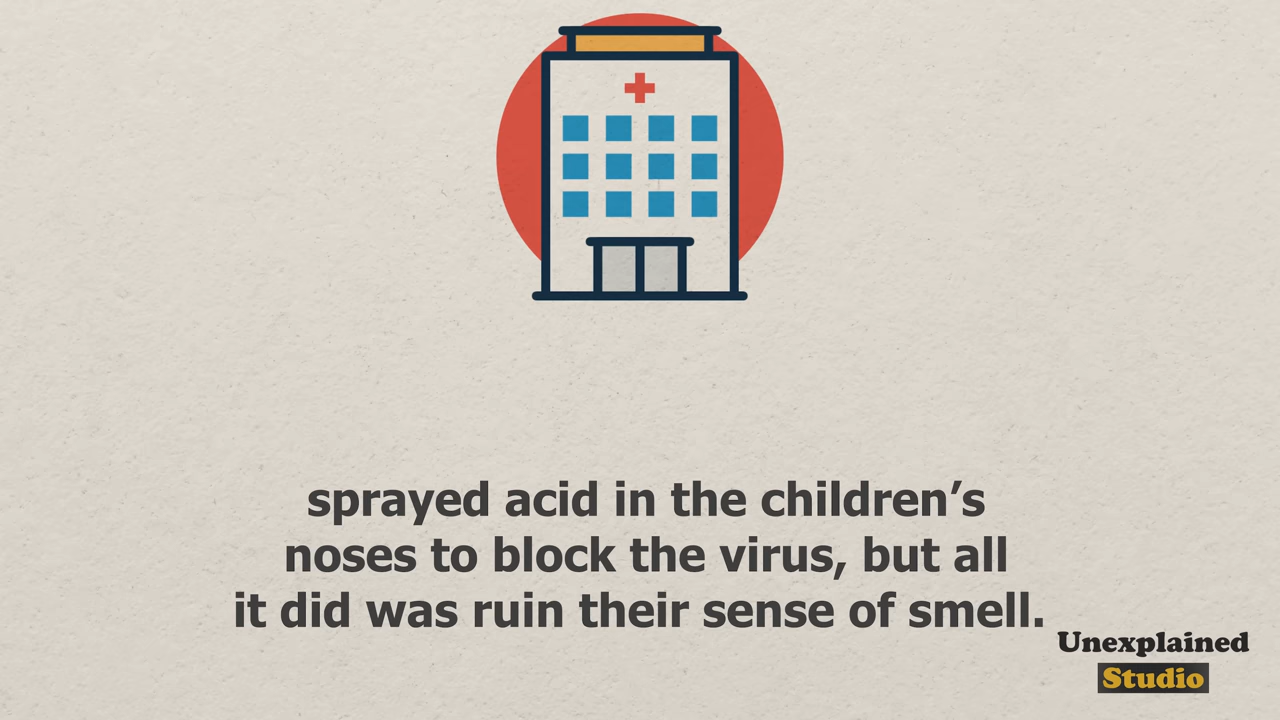 sprayed acid in the children’s
noses to block the virus, but all
it did was ruin their sense of smell.
Unexplained
Studio